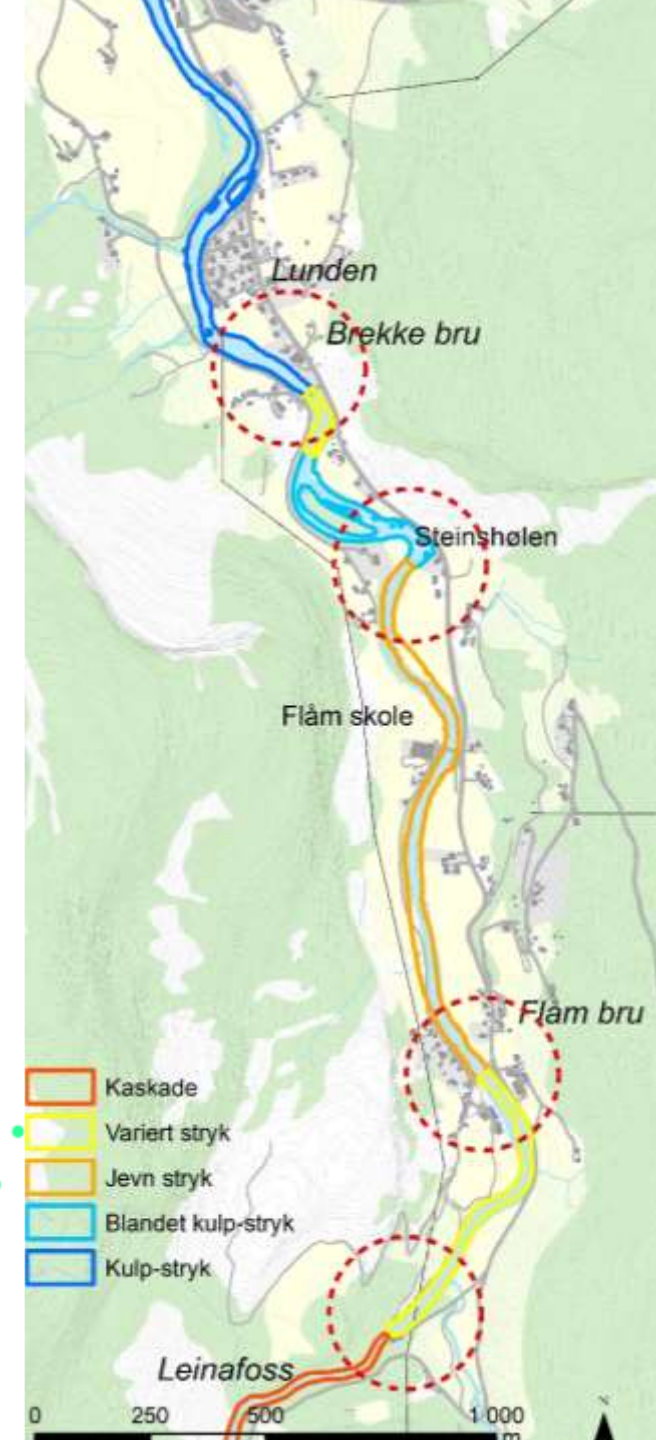 Lunden
Brekke bru
Steinshølen
Flåm skole
Flåm bru
Kaskade
Variert stryk
Jevn stryk
Blandet kulp-stryk
Kulp-stryk
Leinafoss
0 250 500 1 000
m